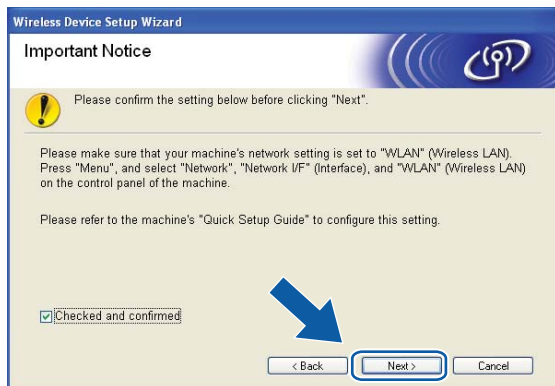 Wireless Device Setup Wizard
Important Notice
Please confirm the setting below before clicking "Next".
Please make sure that your machine's network setting is set to "WLAN" (Wireless LAN).
Press "Menu", and select "Network", "Network I/F" (Interface), and "WLAN" (Wireless LAN)
on the control panel of the machine.
Please refer to the machine's "Quick Setup Guide" to configure this setting.
Checked and confirmed
< Back Next > Cancel